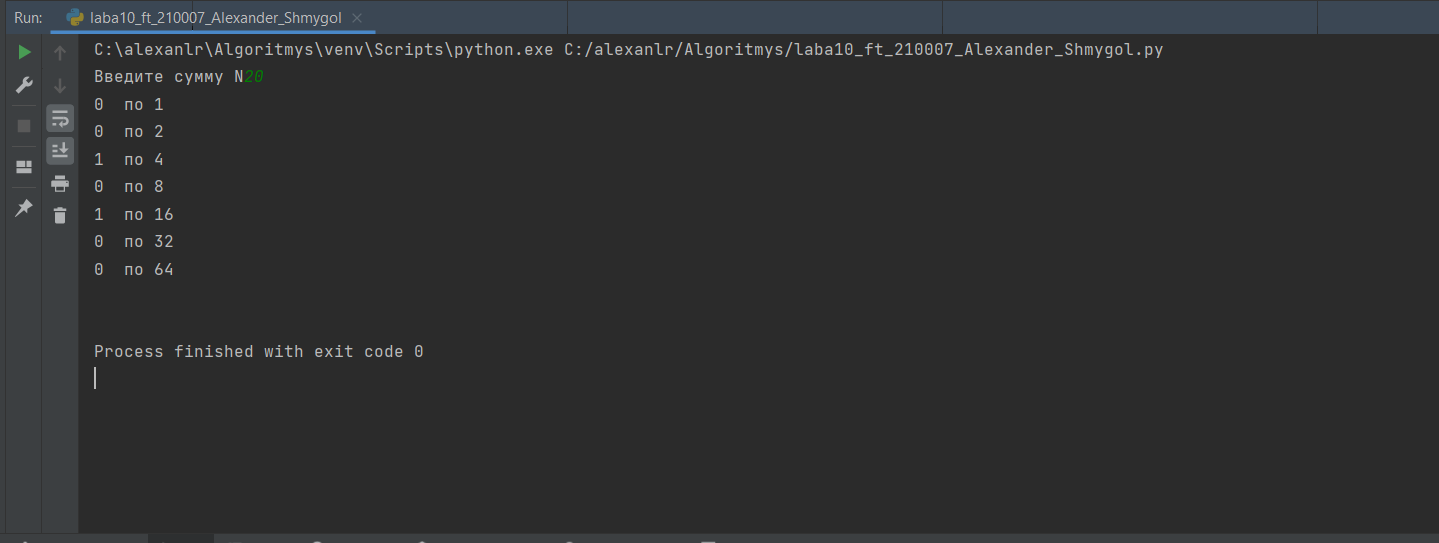 Run: laba10_ft_210007_Alexander_Shmygol
C:\alexanlr\Algoritmys\venv\Scripts\python.exe C:/alexanlr/Algoritmys/laba10_ft_210007_Alexander_Shmygol.py
Введите сумму N20
0  по 1
0  по 2
1  по 4
0  по 8
1  по 16
0  по 32
0  по 64
Process finished with exit code 0